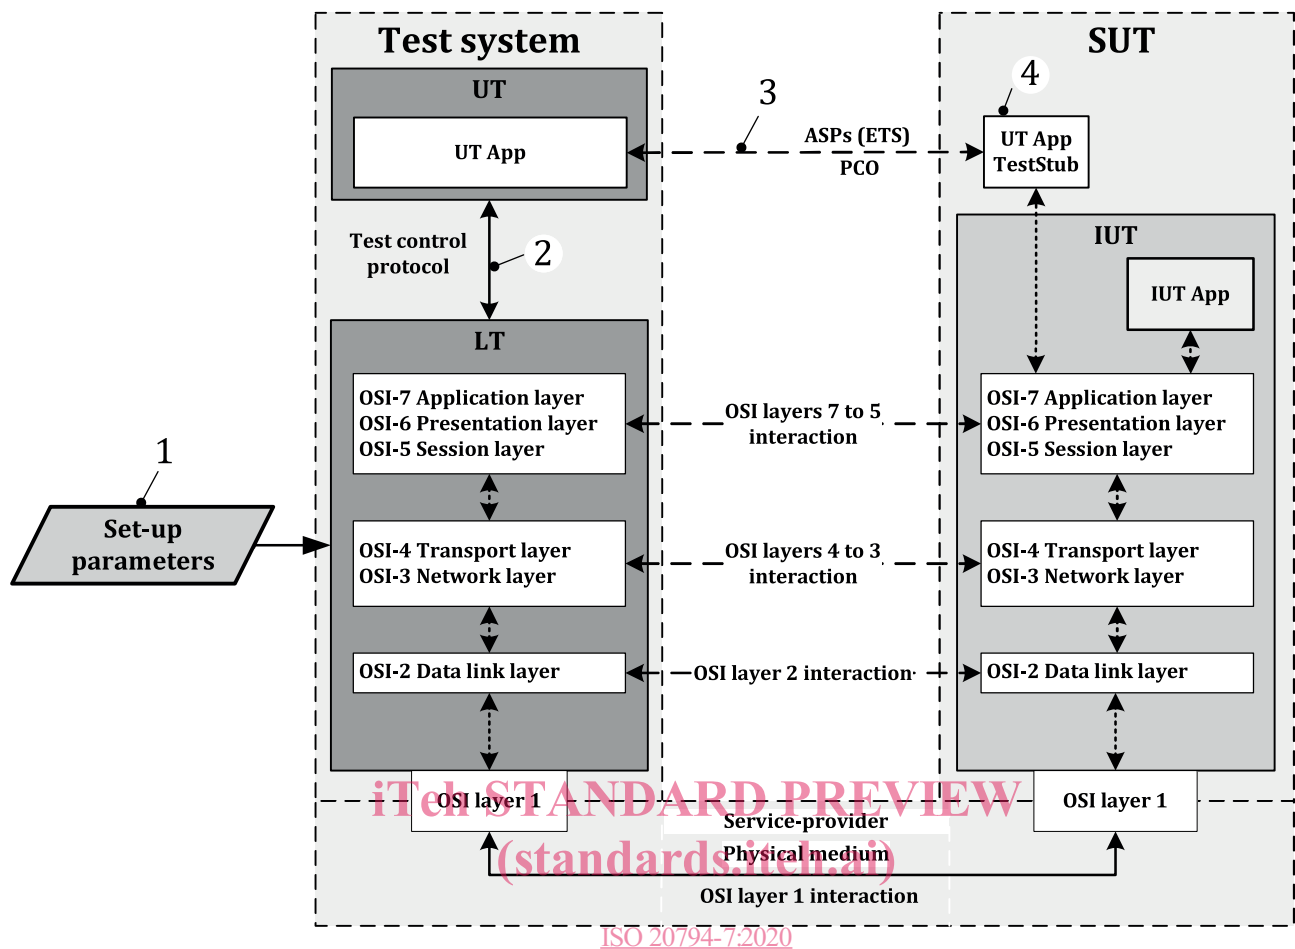 Test system
SUT
UT
UT App
3
4
ASPs (ETS)
PCO
UT App
TestStub
Test control
protocol
2
IUT
IUT App
LT
OSI-7 Application layer
OSI-6 Presentation layer
OSI-5 Session layer
OSI layers 7 to 5
interaction
OSI-7 Application layer
OSI-6 Presentation layer
OSI-5 Session layer
1
Set-up
parameters
OSI-4 Transport layer
OSI-3 Network layer
OSI layers 4 to 3
interaction
OSI-4 Transport layer
OSI-3 Network layer
OSI-2 Data link layer
OSI layer 2 interaction
OSI-2 Data link layer
iTeh STANDARD PREVIEW
OSI layer 1
OSI layer 1
Service-provider
Physical medium
(standards.iteh.ai)
OSI layer 1 interaction
ISO 20794-7:2020